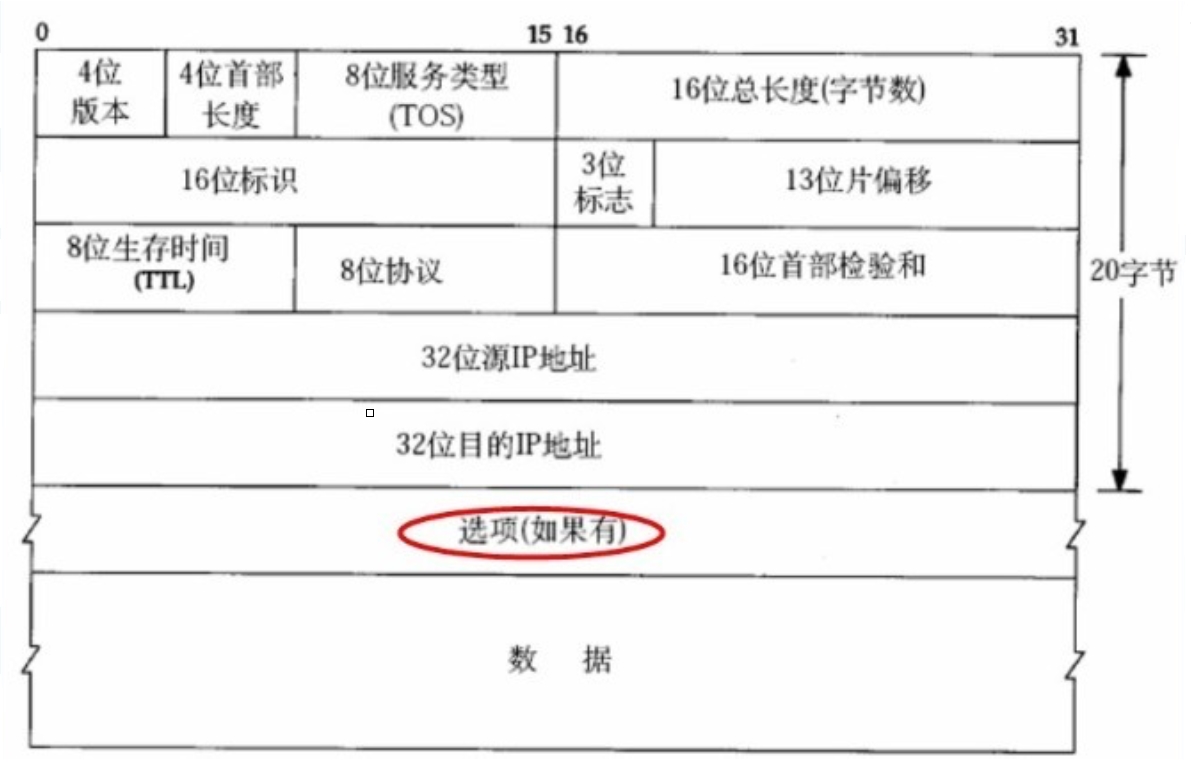 0 15 16 31
4位
版本
4位首部
长度
8位服务类型
(TOS)
16位总长度(字节数)
16位标识
3位
标志
13位片偏移
8位生存时间
(TTL)
8位协议
16位首部检验和
20字节
32位源IP地址
32位目的IP地址
选项(如果有)
数 据